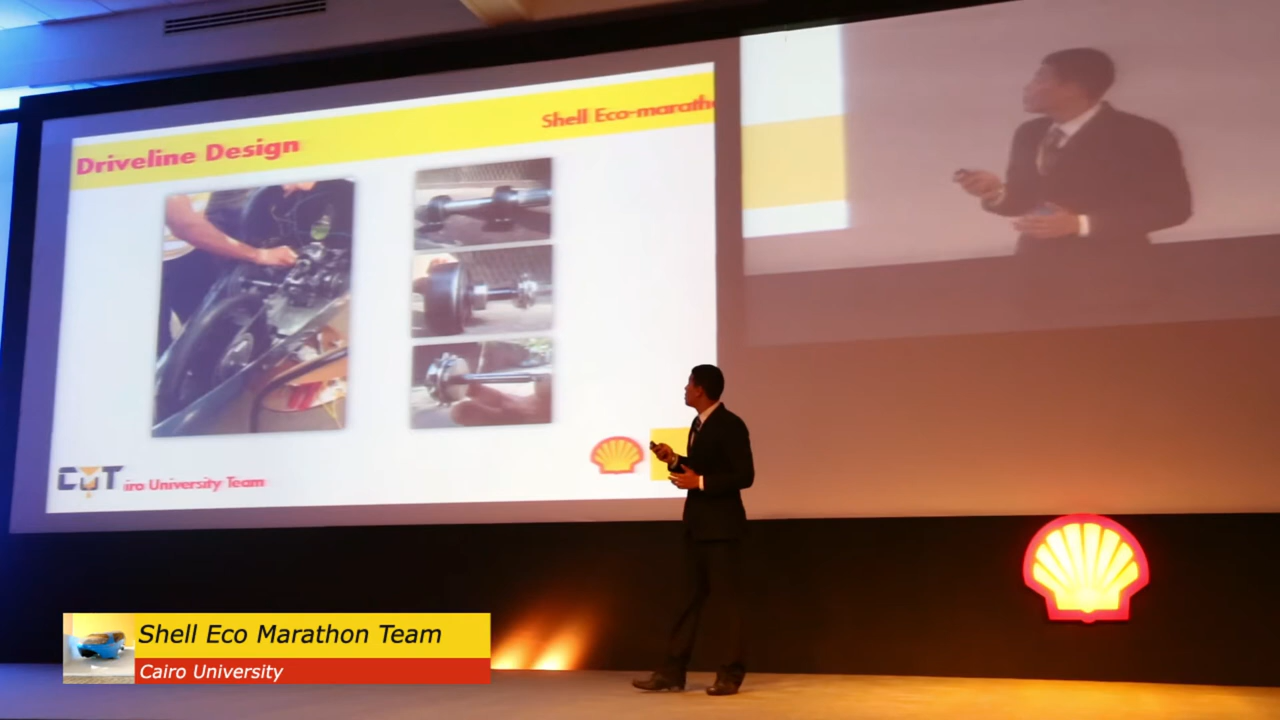 Shell Eco-marath
Driveline Design
CUT iro University Team
Shell Eco Marathon Team
Cairo University